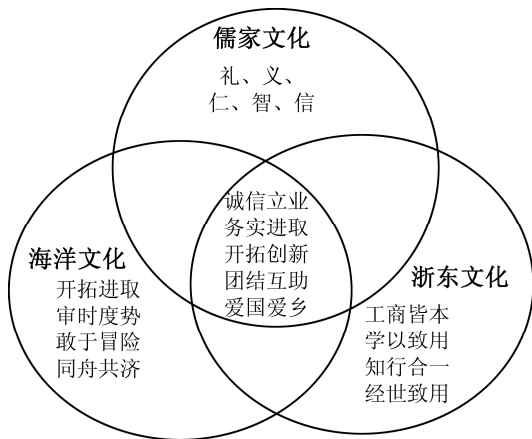 儒家文化
礼、义、
仁、智、信
诚信立业
务实进取
开拓创新
团结互助
爱国爱乡
海洋文化
开拓进取
审时度势
敢于冒险
同舟共济
浙东文化
工商皆本
学以致用
知行合一
经世致用